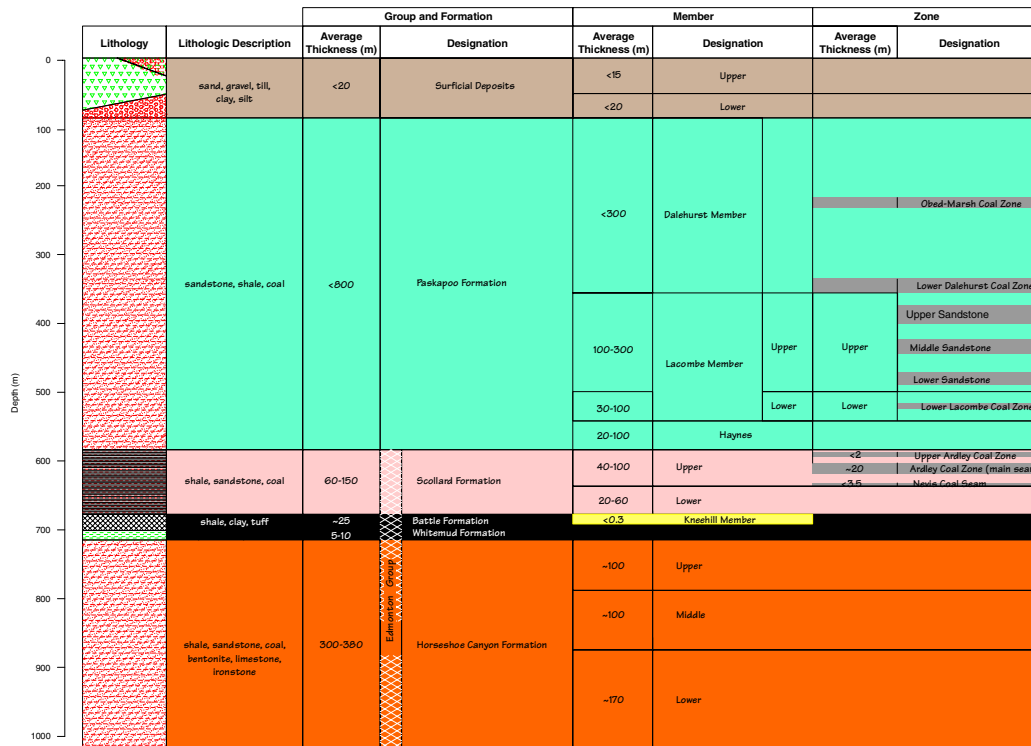 Group and Formation
Member
Zone
Lithology
Lithologic Description
Average
Thickness (m)
Designation
Average
Thickness (m)
Designation
Average
Thickness (m)
Designation
Depth (m)
0
100
200
300
400
500
600
700
800
900
1000
sand, gravel, till,
clay, silt
<20
Surficial Deposits
<15
Upper
<20
Lower
sandstone, shale, coal
<800
Paskapoo Formation
<300
Dalehurst Member
Obed-Marsh Coal Zone
Lower Dalehurst Coal Zone
100-300
Lacombe Member
Upper
Upper
Upper Sandstone
Middle Sandstone
Lower Sandstone
30-100
Lower
Lower
Lower Lacombe Coal Zone
20-100
Haynes
shale, sandstone, coal
60-150
Scollard Formation
40-100
Upper
<2
Upper Ardley Coal Zone
~20
Ardley Coal Zone (main sea
<3.5
Nevis Coal Seam
20-60
Lower
shale, clay, tuff
~25
Battle Formation
<0.3
Kneehill Member
5-10
Whitemud Formation
Edmonton Group
shale, sandstone, coal,
bentonite, limestone,
ironstone
300-380
Horseshoe Canyon Formation
~100
Upper
~100
Middle
~170
Lower